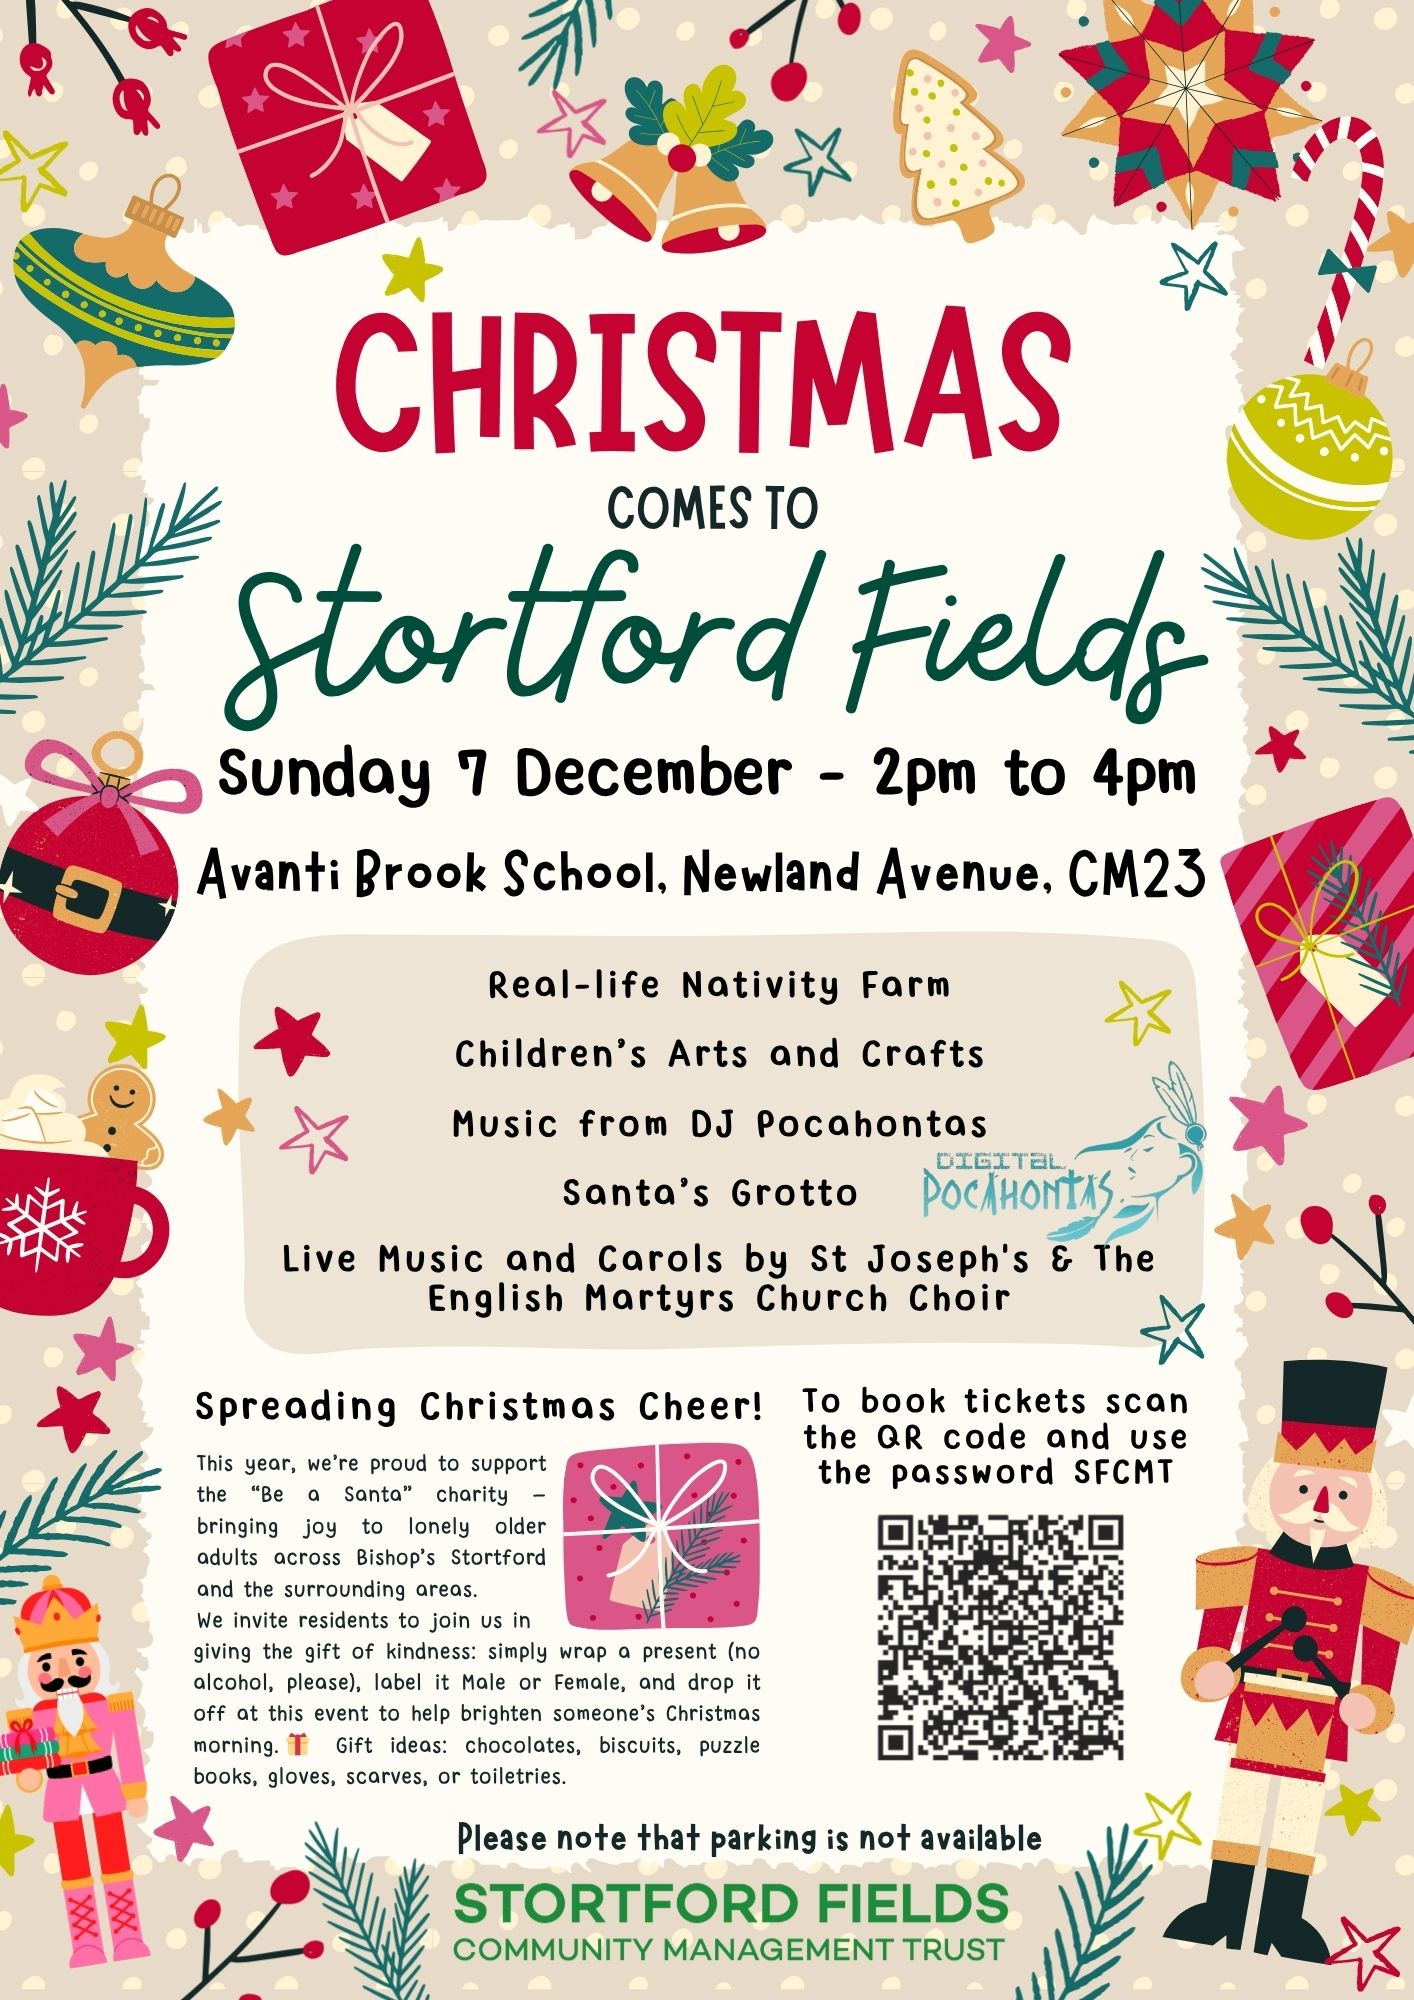 CHRISTMAS
COMES TO
Stortford Fields
Sunday 7 December - 2pm to 4pm
Avanti Brook School, Newland Avenue, CM23
Real-life Nativity Farm
Children's Arts and Crafts
Music from DJ Pocahontas
DIGITAL
POCAHONTAS
Santa's Grotto
Live Music and Carols by St Joseph's & The
English Martyrs Church Choir
Spreading Christmas Cheer!
This year, we're proud to support
the “Be a Santa” charity –
bringing joy to lonely older
adults across Bishop's Stortford
and the surrounding areas.
We invite residents to join us in
giving the gift of kindness: simply wrap a present (no
alcohol, please), label it Male or Female, and drop it
off at this event to help brighten someone's Christmas
morning.🎁 Gift ideas: chocolates, biscuits, puzzle
books, gloves, scarves, or toiletries.
To book tickets scan
the QR code and use
the password SFCMT
Please note that parking is not available
STORTFORD FIELDS
COMMUNITY MANAGEMENT TRUST